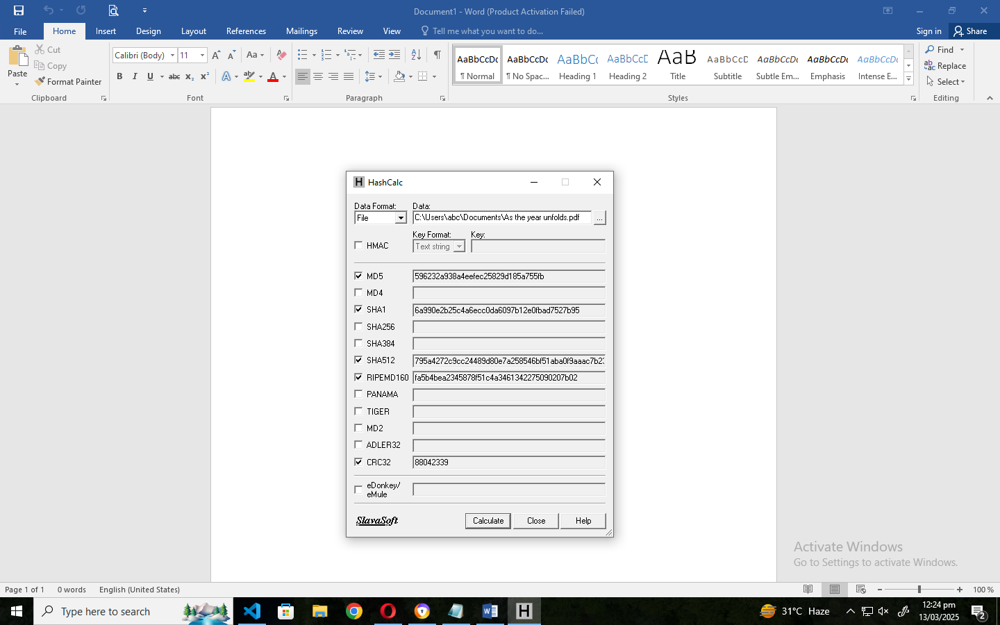 Document1 - Word (Product Activation Failed)
File Home Insert Design Layout References Mailings Review View Tell me what you want to do... Sign in Share
Paste
Cut
Copy
Format Painter
Clipboard
Calibri (Body) 11 Aa
B I U abc x2 x2 A aby A
Font
Paragraph
AaBbCcDc AaBbCcDc AaBbCc AaBbCcD AaB AaBbCcD AaBbCcDc AaBbCcDc AaBbCcDc
¶ Normal ¶ No Spac... Heading 1 Heading 2 Title Subtitle Subtle Em... Emphasis Intense E...
Styles
Find
Replace
Select
Editing
HashCalc
Data Format: Data:
File C:\Users\abc\Documents\As the year unfolds.pdf ...
Key Format: Key:
HMAC Text string
MD5 596232a938a4eefec25829d185a755fb
MD4
SHA1 6a990e2b25c4a6ecc0da6097b12e0fbad7527b95
SHA256
SHA384
SHA512 795a4272c9cc24489d80e7a258546bf51aba0f9aaac7b23
RIPEMD160 fa5b4bea2345878f51c4a3461342275090207b02
PANAMA
TIGER
MD2
ADLER32
CRC32 88042339
eDonkey/
eMule
SlavaSoft Calculate Close Help
Activate Windows
Go to Settings to activate Windows.
Page 1 of 1 0 words English (United States) 100 %
Type here to search
31°C Haze
12:24 pm
13/03/2025
2